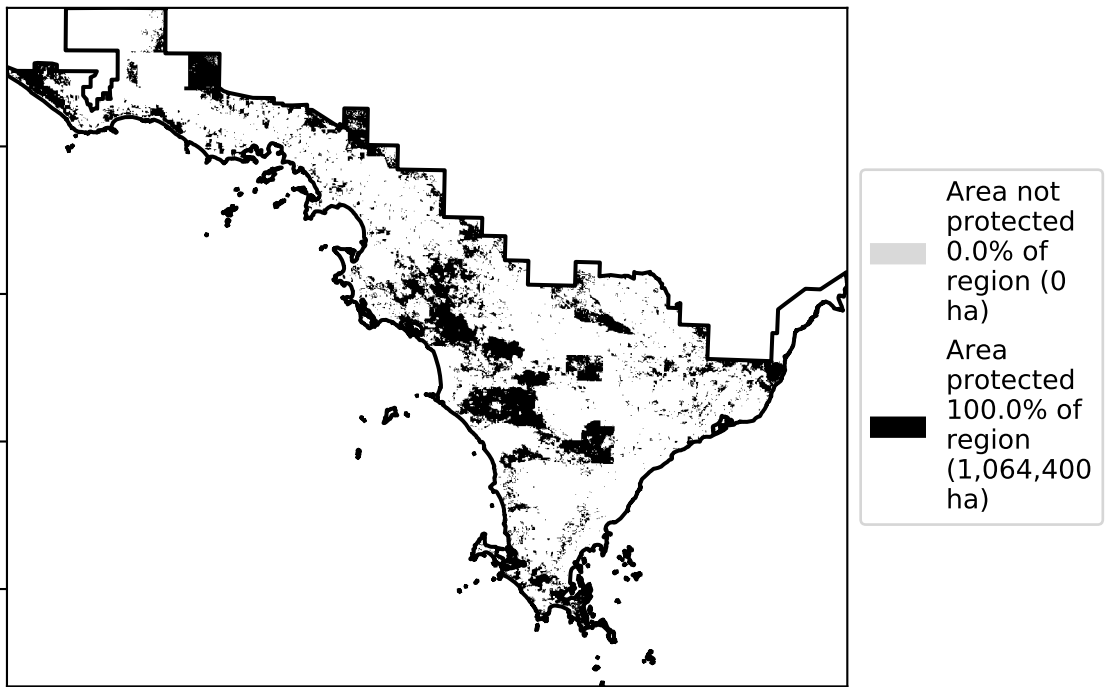 Area not
protected
0.0% of
region (0
ha)
Area
protected
100.0% of
region
(1,064,400
ha)